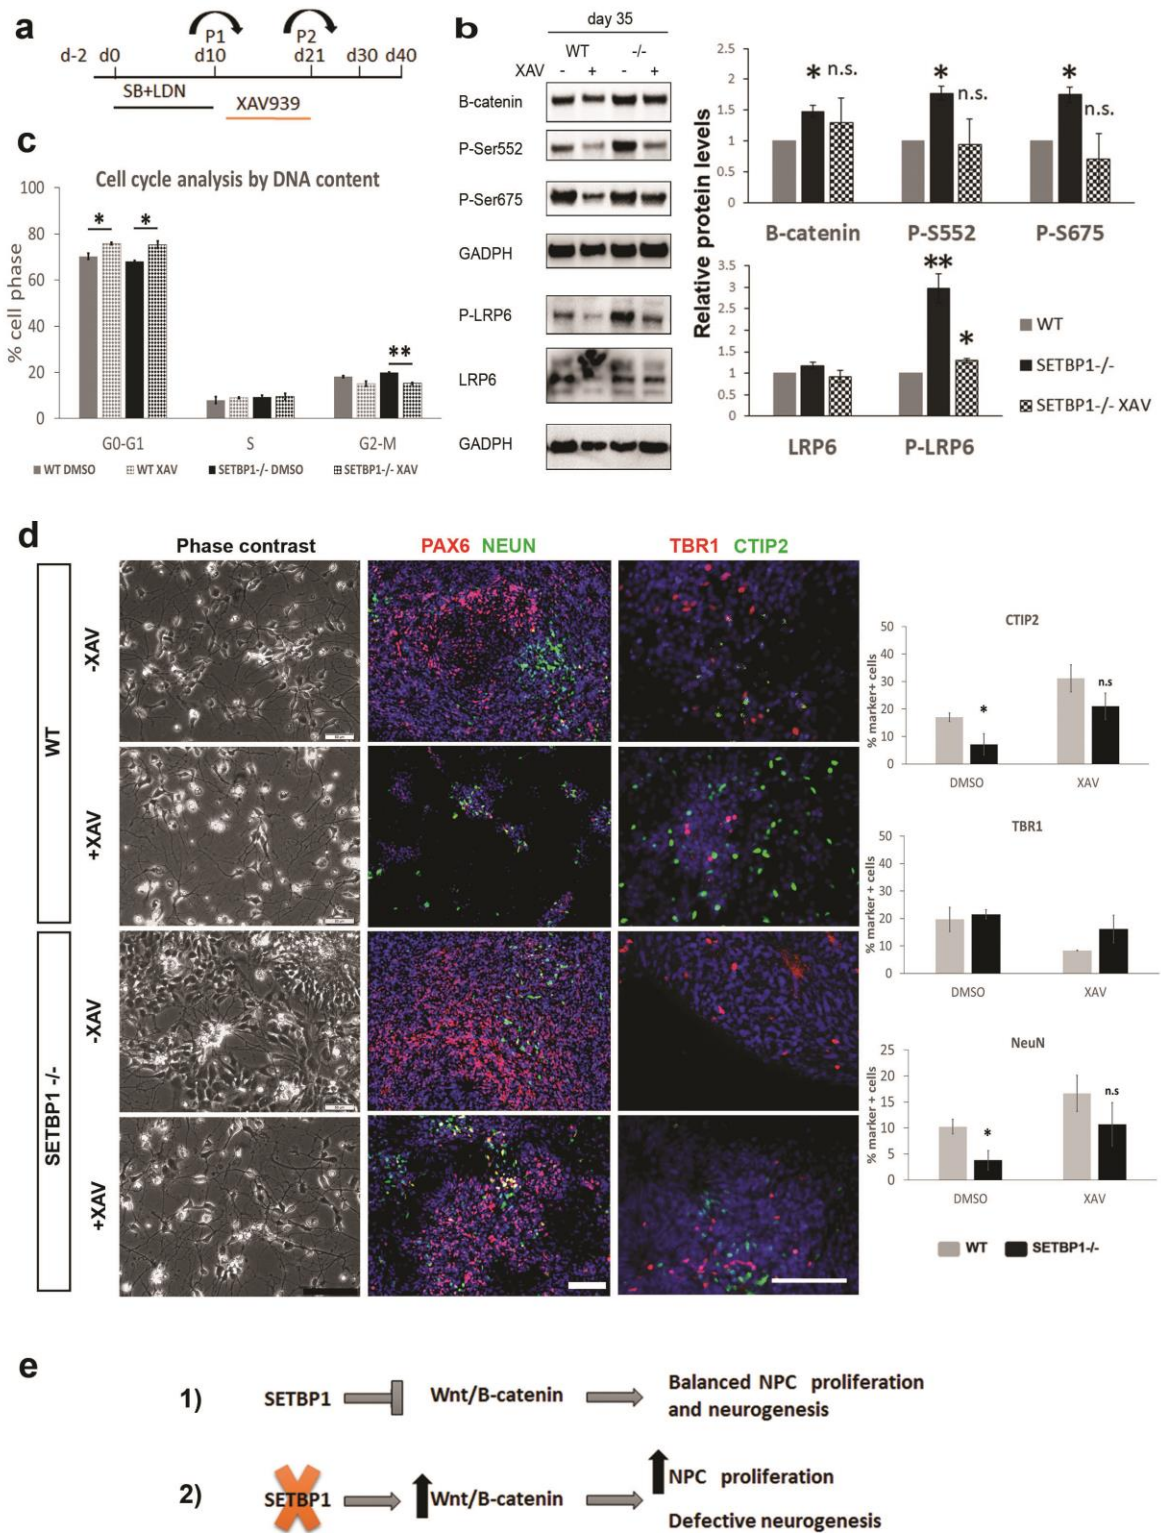 a
P1 P2
d-2 d0 d10 d21 d30 d40
SB+LDN
XAV939
b
day 35
WT -/-
XAV - + - +
B-catenin
P-Ser552
P-Ser675
GADPH
P-LRP6
LRP6
GADPH
Relative protein levels
2.5
2
1.5
1
0.5
0
* n.s.
* n.s.
* n.s.
B-catenin P-S552 P-S675
3.5
3
2.5
2
1.5
1
0.5
0
**
*
LRP6 P-LRP6
WT
SETBP1-/-
SETBP1-/- XAV
c
Cell cycle analysis by DNA content
% cell phase
100
80
60
40
20
0
* *
**
G0-G1 S G2-M
WT DMSO WT XAV SETBP1-/- DMSO SETBP1-/- XAV
d
Phase contrast PAX6 NEUN TBR1 CTIP2
WT
-XAV
+XAV
SETBP1 -/-
-XAV
+XAV
CTIP2
% marker+ cells
50
40
30
20
10
0
*
n.s
DMSO XAV
TBR1
% marker + cells
50
40
30
20
10
0
DMSO XAV
NeuN
% marker + cells
25
20
15
10
5
0
*
n.s
DMSO XAV
WT SETBP1-/-
e
1) SETBP1 Wnt/B-catenin Balanced NPC proliferation
and neurogenesis
2) SETBP1 Wnt/B-catenin NPC proliferation
Defective neurogenesis